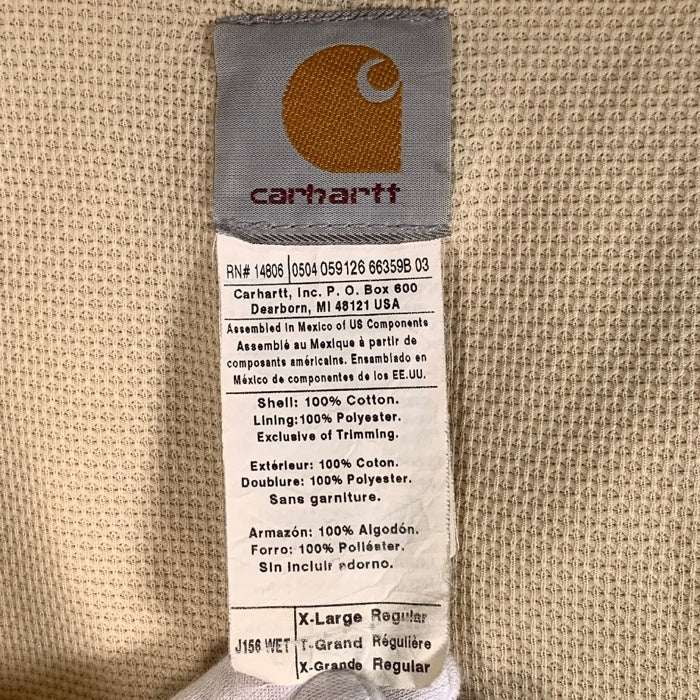 carhartt
RN# 14806 0504 059126 66359B 03
Carhartt, Inc. P. O. Box 600
Dearborn, MI 48121 USA
Assembled in Mexico of US Components
Assemblé au Mexique à partir de
composants américains. Ensamblado en
México de componentes de los EE.UU.
Shell: 100% Cotton.
Lining: 100% Polyester.
Exclusive of Trimming.
Extérieur: 100% Coton.
Doublure: 100% Polyester.
Sans garniture.
Armazón: 100% Algodón.
Forro: 100% Poliéster.
Sin incluir adorno.
X-Large Regular
J156 WET T-Grand Régulière
X-Grande Regular